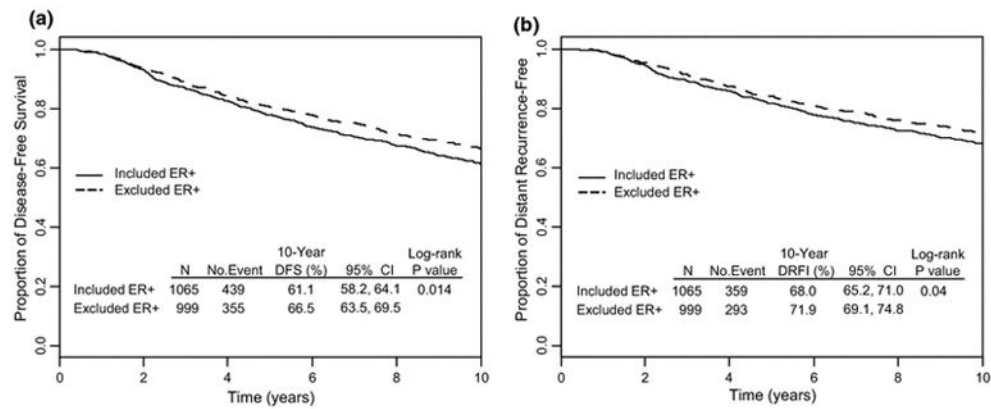 (a)
Proportion of Disease-Free Survival
1.0
0.8
0.6
0.4
0.2
0.0
Included ER+
Excluded ER+
10-Year Log-rank
N No.Event DFS (%) 95% CI P value
Included ER+ 1065 439 61.1 58.2, 64.1 0.014
Excluded ER+ 999 355 66.5 63.5, 69.5
0 2 4 6 8 10
Time (years)
(b)
Proportion of Distant Recurrence-Free
1.0
0.8
0.6
0.4
0.2
0.0
Included ER+
Excluded ER+
10-Year Log-rank
N No.Event DRFI (%) 95% CI P value
Included ER+ 1065 359 68.0 65.2, 71.0 0.04
Excluded ER+ 999 293 71.9 69.1, 74.8
0 2 4 6 8 10
Time (years)